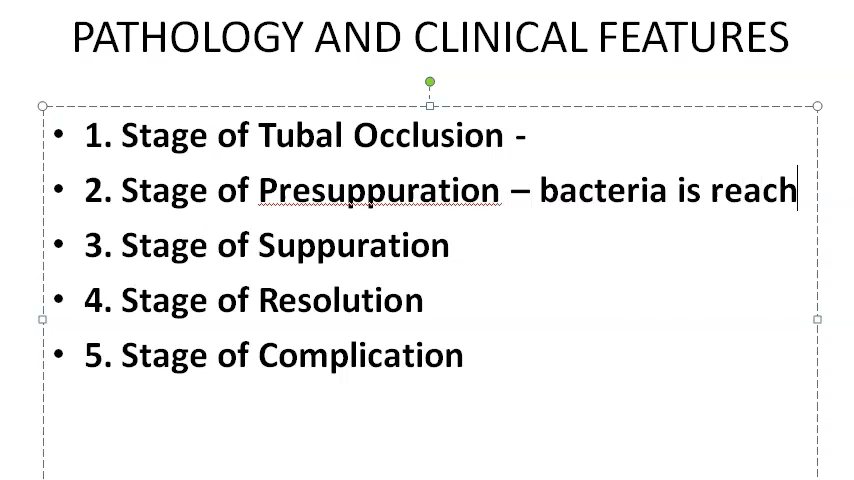 PATHOLOGY AND CLINICAL FEATURES
• 1. Stage of Tubal Occlusion -
• 2. Stage of Presuppuration – bacteria is reach
• 3. Stage of Suppuration
• 4. Stage of Resolution
• 5. Stage of Complication